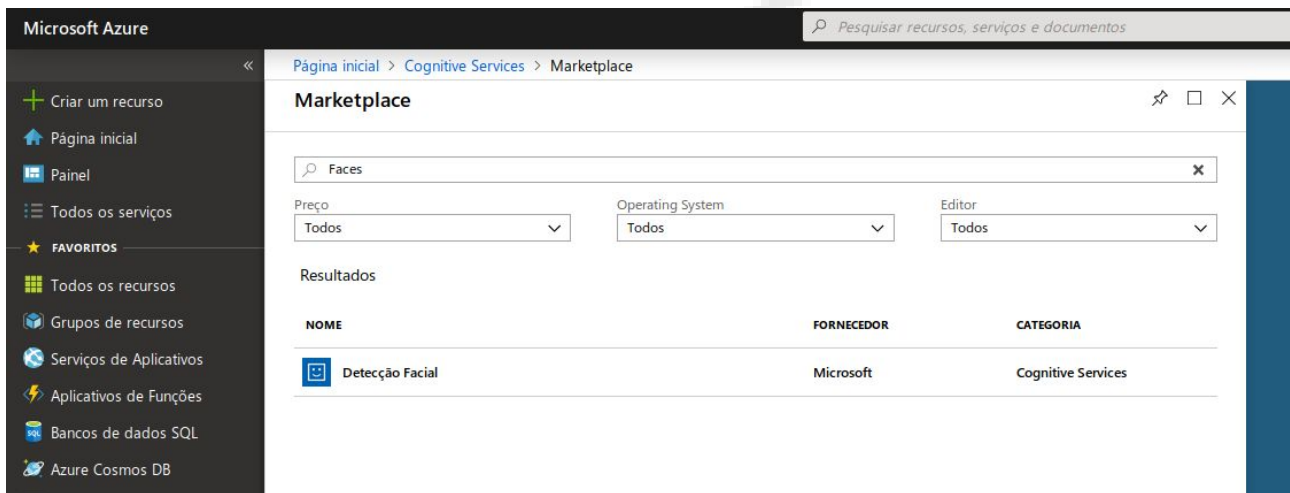 Microsoft Azure
Pesquisar recursos, serviços e documentos
«
Página inicial > Cognitive Services > Marketplace
Criar um recurso
Página inicial
Painel
Todos os serviços
FAVORITOS
Todos os recursos
Grupos de recursos
Serviços de Aplicativos
Aplicativos de Funções
Bancos de dados SQL
Azure Cosmos DB
Marketplace
Faces
Preço Operating System Editor
Todos Todos Todos
Resultados
NOME FORNECEDOR CATEGORIA
Detecção Facial Microsoft Cognitive Services